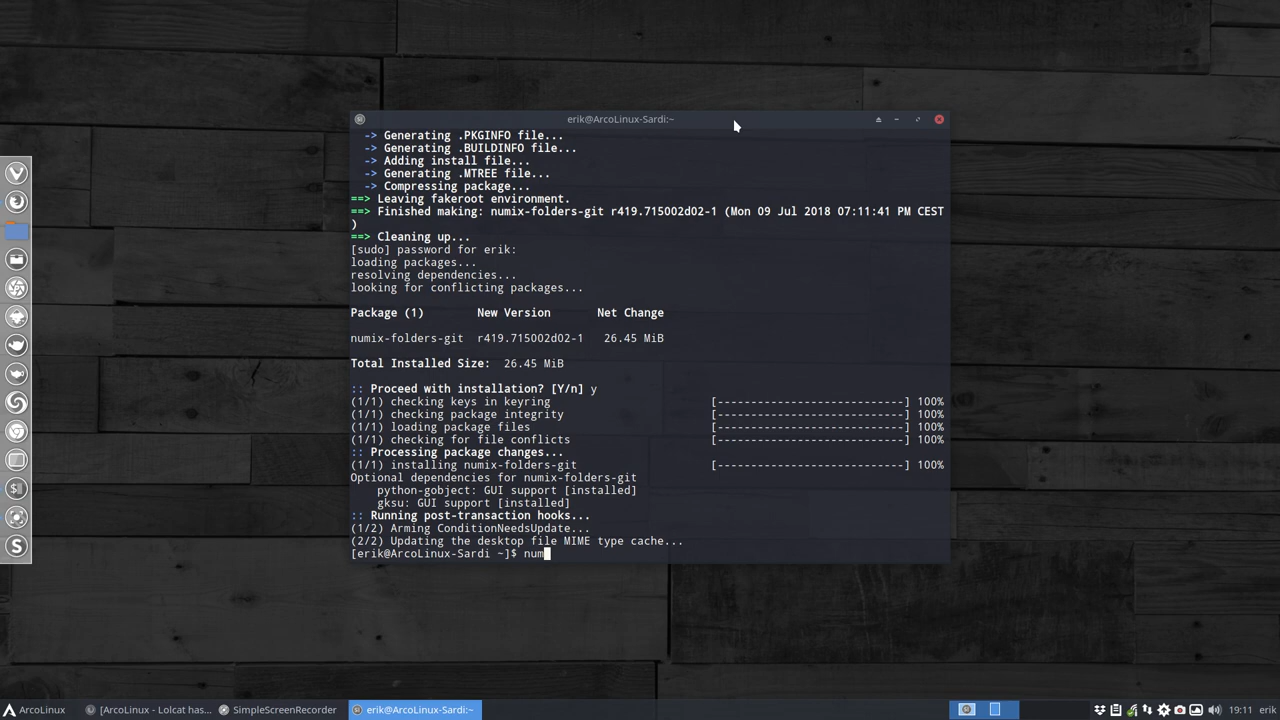 erik@ArcoLinux-Sardi:~
-> Generating .PKGINFO file...
-> Generating .BUILDINFO file...
-> Adding install file...
-> Generating .MTREE file...
-> Compressing package...
==> Leaving fakeroot environment.
==> Finished making: numix-folders-git r419.715002d02-1 (Mon 09 Jul 2018 07:11:41 PM CEST
)
==> Cleaning up...
[sudo] password for erik:
loading packages...
resolving dependencies...
looking for conflicting packages...
Package (1) New Version Net Change
numix-folders-git r419.715002d02-1 26.45 MiB
Total Installed Size: 26.45 MiB
:: Proceed with installation? [Y/n] y
(1/1) checking keys in keyring [----------------------------] 100%
(1/1) checking package integrity [----------------------------] 100%
(1/1) loading package files [----------------------------] 100%
(1/1) checking for file conflicts [----------------------------] 100%
:: Processing package changes...
(1/1) installing numix-folders-git [----------------------------] 100%
Optional dependencies for numix-folders-git
python-gobject: GUI support [installed]
gksu: GUI support [installed]
:: Running post-transaction hooks...
(1/2) Arming ConditionNeedsUpdate...
(2/2) Updating the desktop file MIME type cache...
[erik@ArcoLinux-Sardi ~]$ num
ArcoLinux [ArcoLinux - Lolcat has... SimpleScreenRecorder erik@ArcoLinux-Sardi:~ 19:11 erik